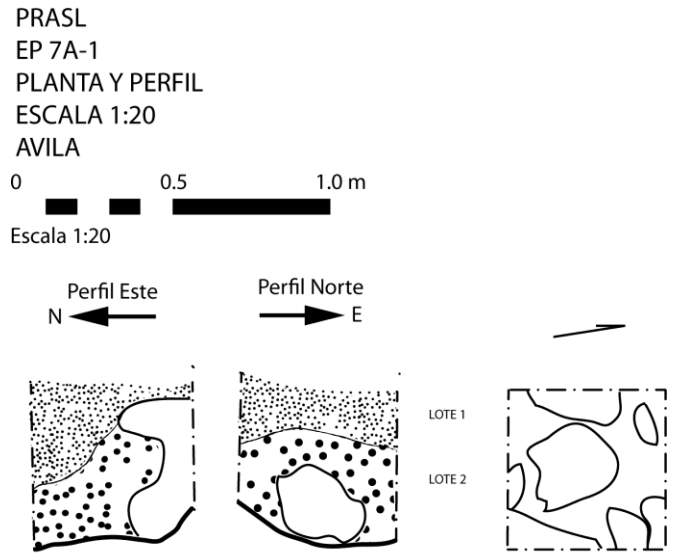 PRASL
EP 7A-1
PLANTA Y PERFIL
ESCALA 1:20
AVILA
0 0.5 1.0 m
Escala 1:20
Perfil Este
N
Perfil Norte
E
LOTE 1
LOTE 2